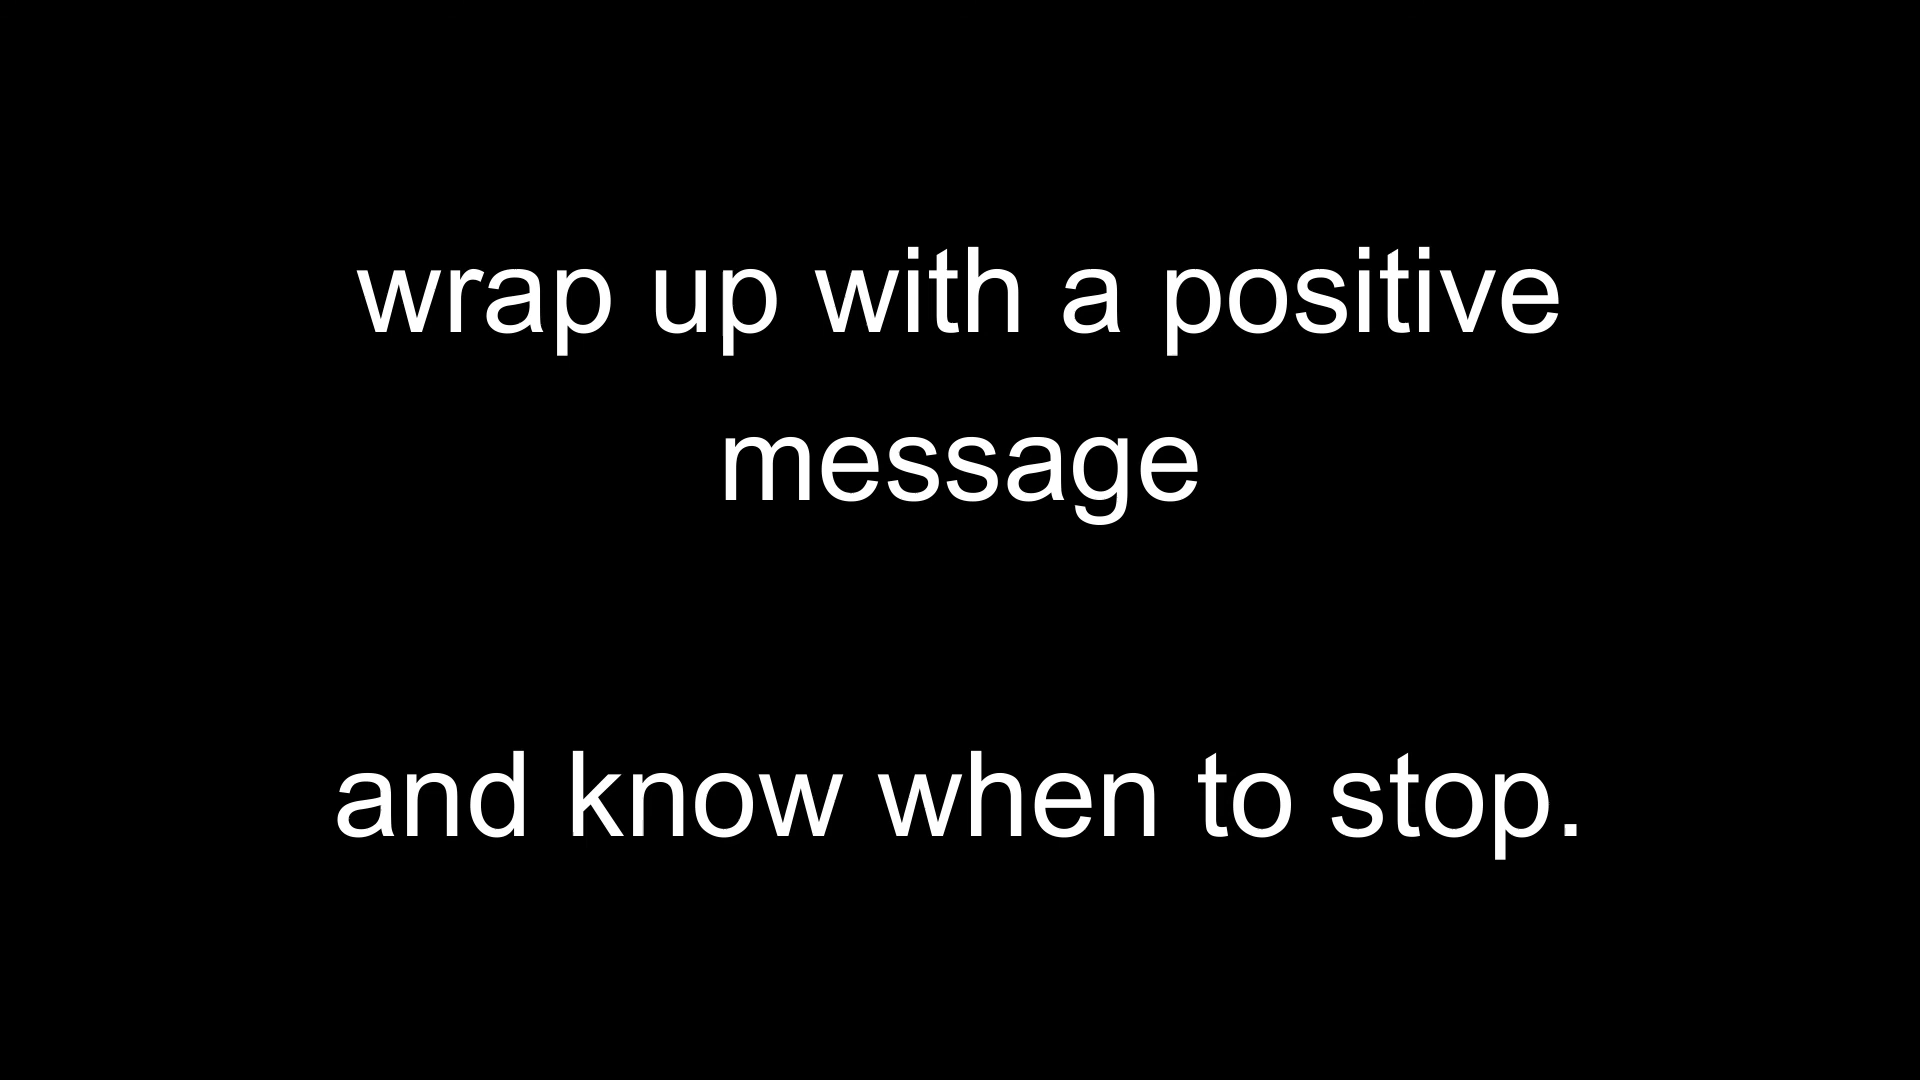 wrap up with a positive
message
and know when to stop.